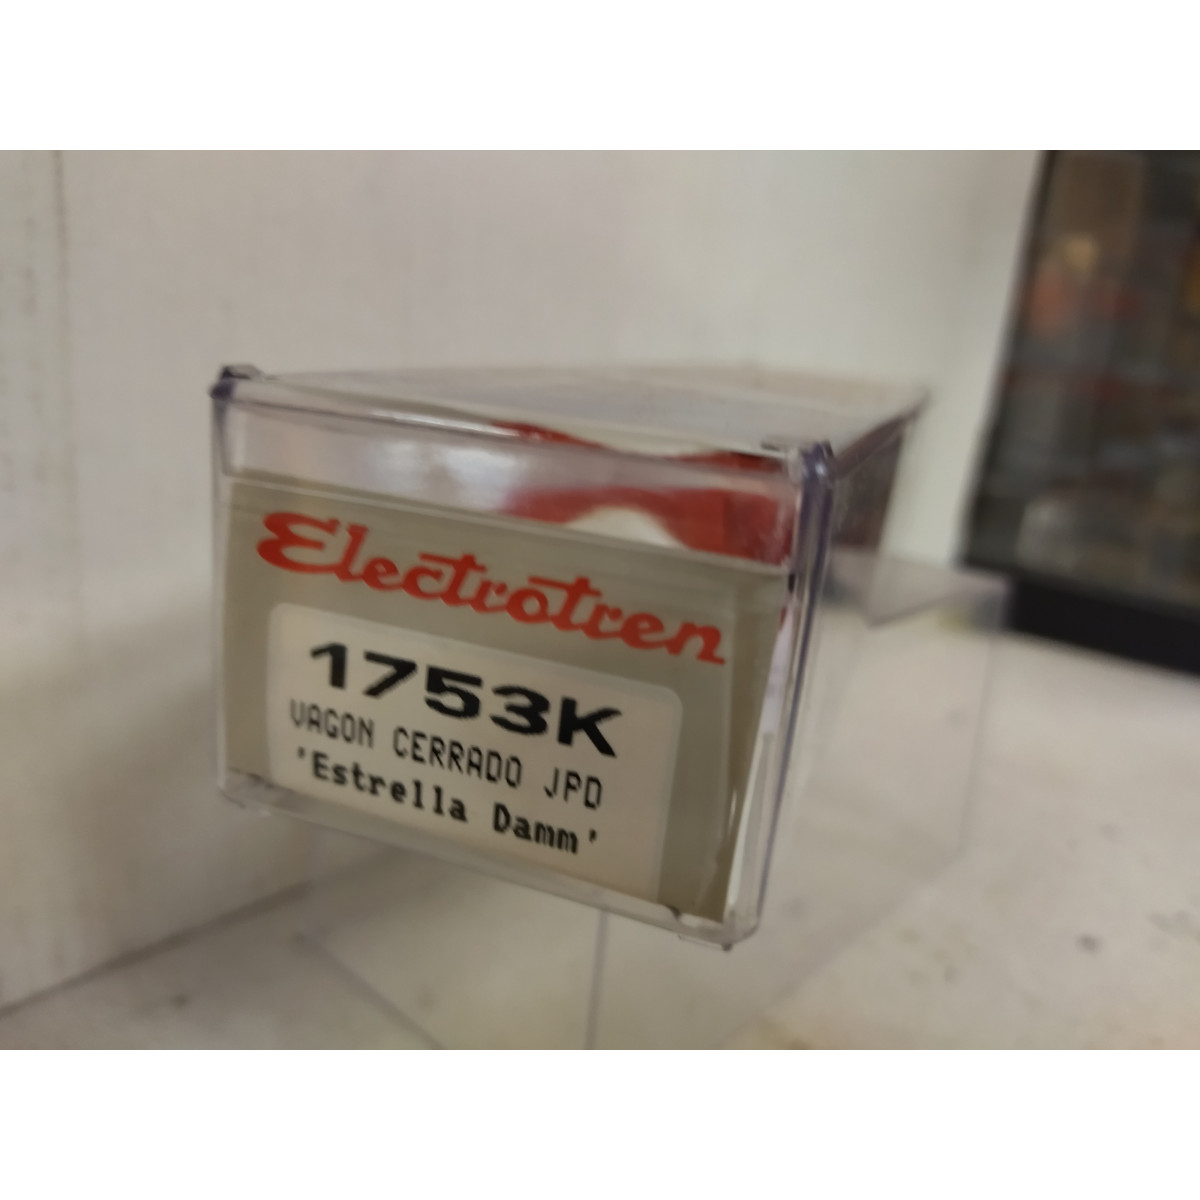 Electrotren
1753K
VAGON CERRADO JPD
'Estrella Damm'